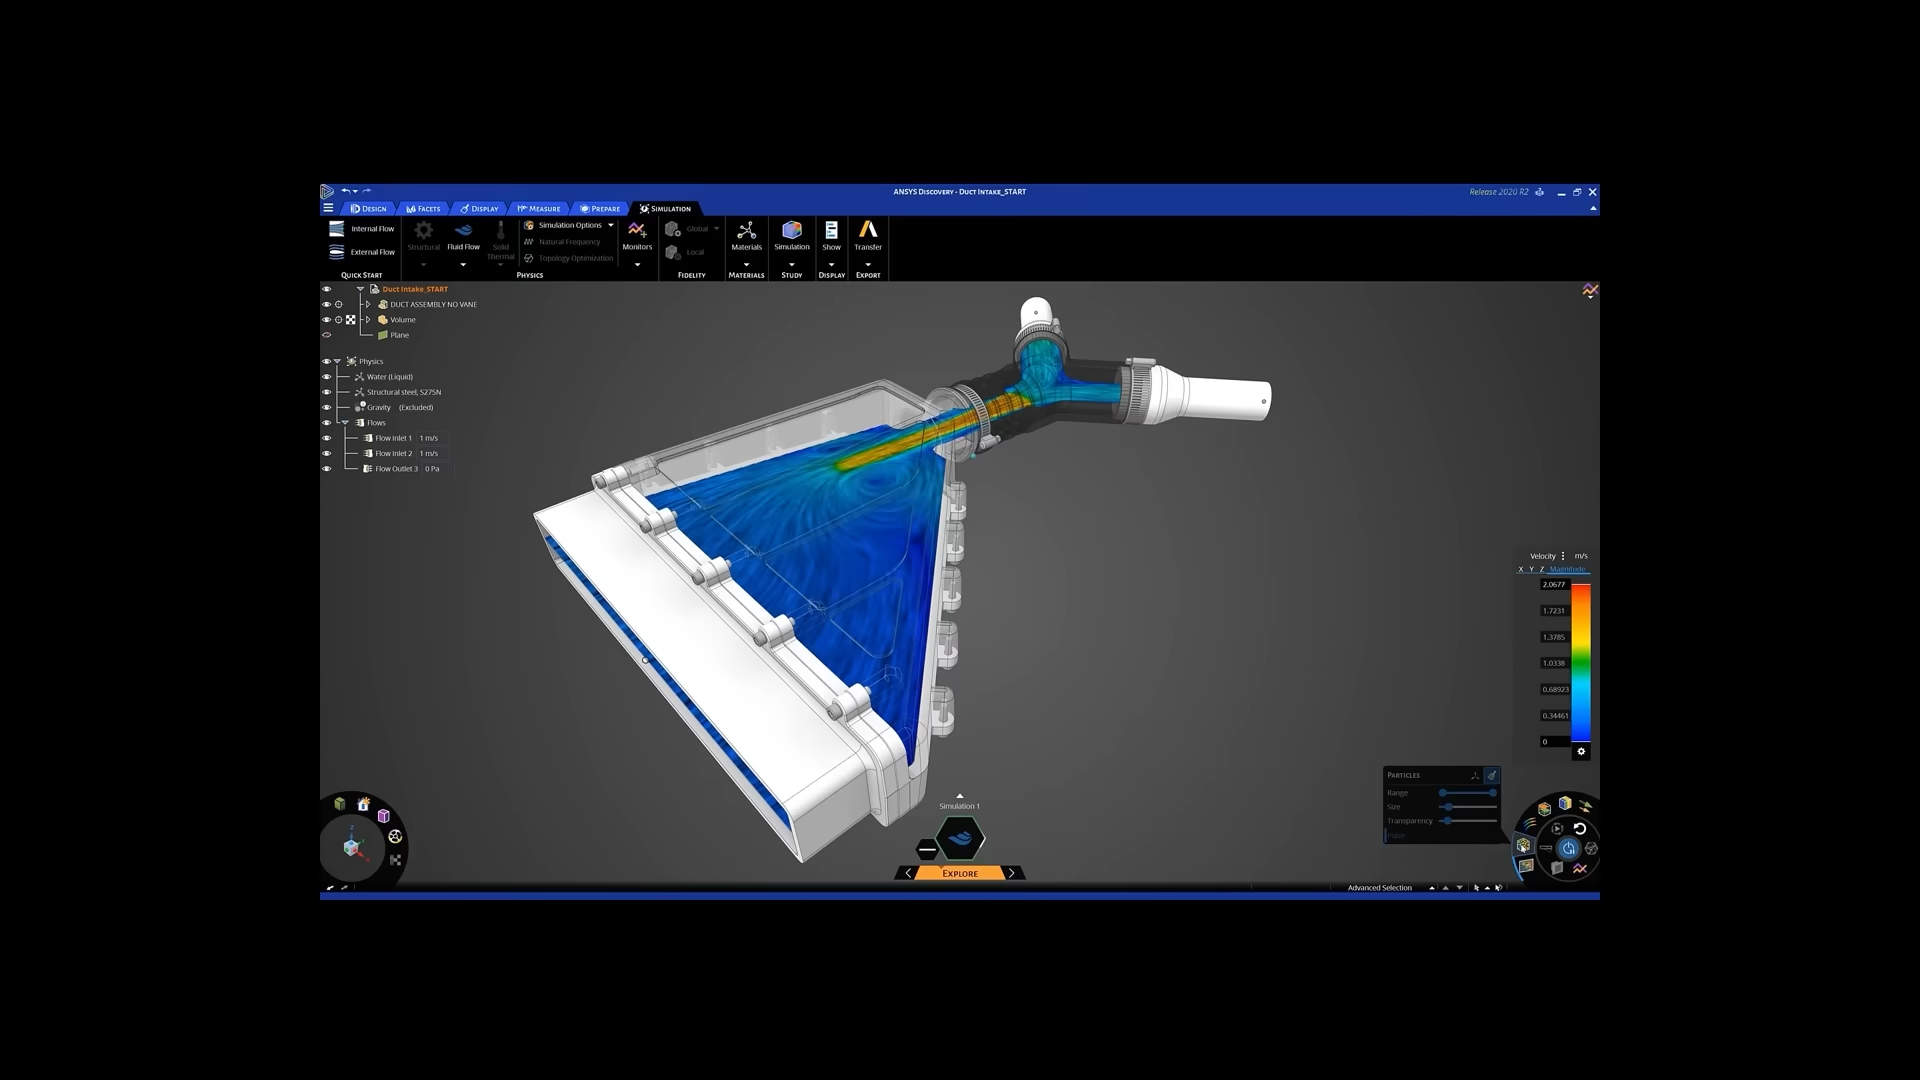 ANSYS Discovery - Duct Intake_START
Release 2020 R2
Design Facets Display Measure Prepare Simulation
Internal Flow
External Flow
Quick Start
Structural
Fluid Flow
Solid Thermal
Simulation Options
Natural Frequency
Topology Optimization
Physics
Monitors
Global
Local
Fidelity
Materials
Materials
Simulation
Study
Show
Display
Transfer
Export
Duct Intake_START
DUCT ASSEMBLY NO VANE
Volume
Plane
Physics
Water (Liquid)
Structural steel, S275N
Gravity (Excluded)
Flows
Flow Inlet 1 1 m/s
Flow Inlet 2 1 m/s
Flow Outlet 3 0 Pa
Velocity m/s
X Y Z Magnitude
2.0677
1.7231
1.3785
1.0338
0.68923
0.34461
0
Particles
Range
Size
Transparency
Pulse
Simulation 1
Explore
Advanced Selection